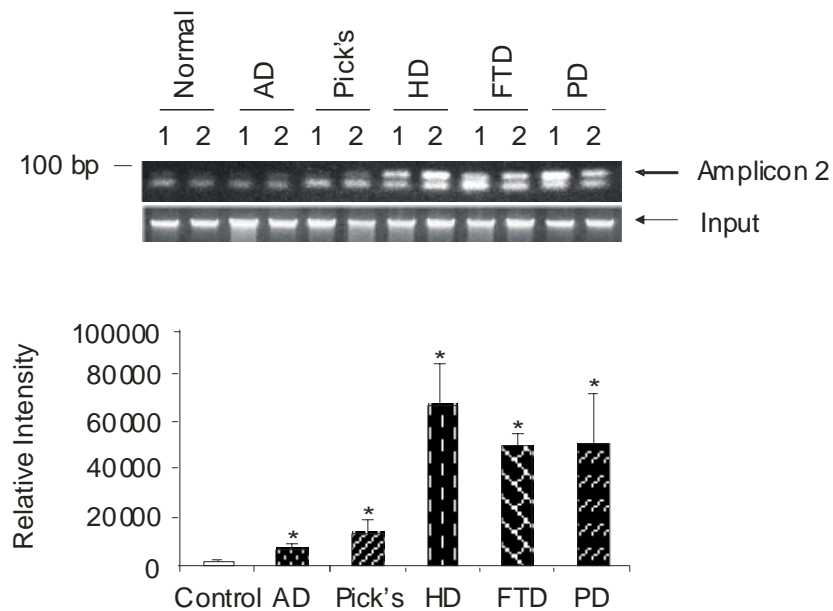 Normal AD Pick's HD FTD PD
1 2 1 2 1 2 1 2 1 2 1 2
100 bp
Amplicon 2
Input
Relative Intensity
100000
80000
60000
40000
20000
0
* * * * *
Control AD Pick's HD FTD PD